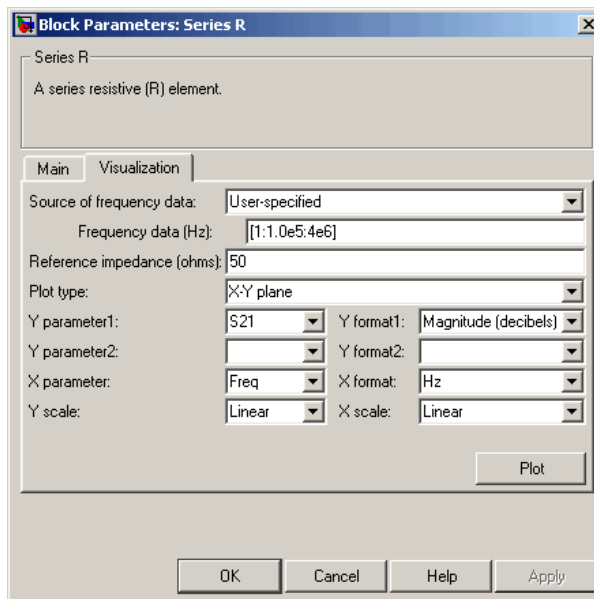 Block Parameters: Series R
Series R
A series resistive (R) element.
Main Visualization
Source of frequency data: User-specified
Frequency data (Hz): [1:1.0e5:4e6]
Reference impedance (ohms): 50
Plot type: X-Y plane
Y parameter1: S21 Y format1: Magnitude (decibels)
Y parameter2: Y format2:
X parameter: Freq X format: Hz
Y scale: Linear X scale: Linear
Plot
OK Cancel Help Apply